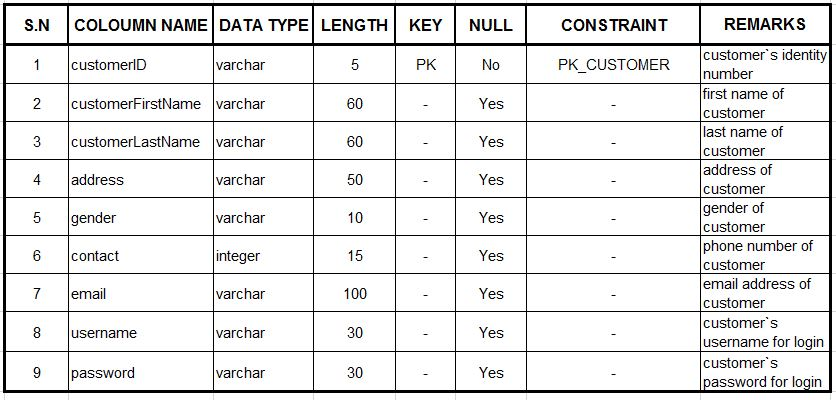 S.N COLOUMN NAME DATA TYPE LENGTH KEY NULL CONSTRAINT REMARKS
1 customerID varchar 5 PK No PK_CUSTOMER customer`s identity
number
2 customerFirstName varchar 60 - Yes - first name of
customer
3 customerLastName varchar 60 - Yes - last name of
customer
4 address varchar 50 - Yes - address of
customer
5 gender varchar 10 - Yes - gender of
customer
6 contact integer 15 - Yes - phone number of
customer
7 email varchar 100 - Yes - email address of
customer
8 username varchar 30 - Yes - customer`s
username for login
9 password varchar 30 - Yes - customer`s
password for login